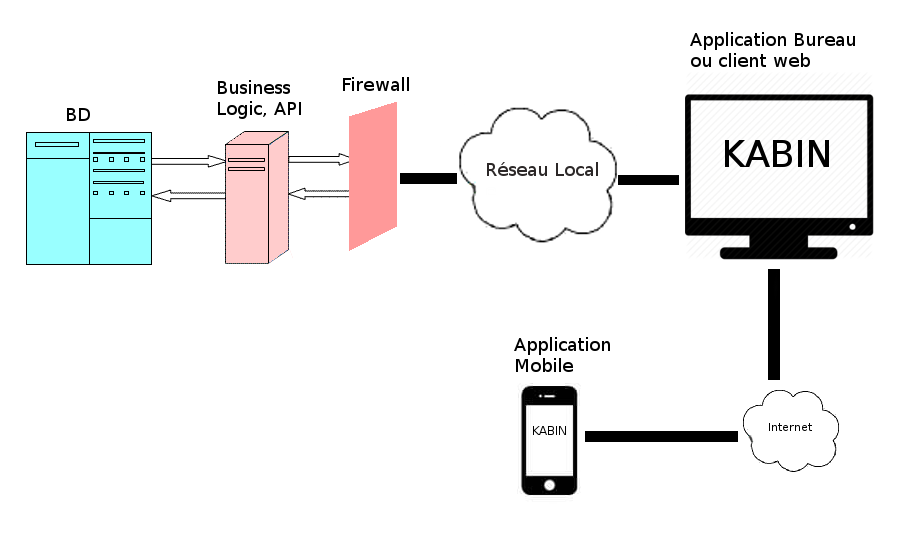 Application Bureau
ou client web
Business
Logic, API
Firewall
BD
KABIN
Réseau Local
Application
Mobile
KABIN
Internet